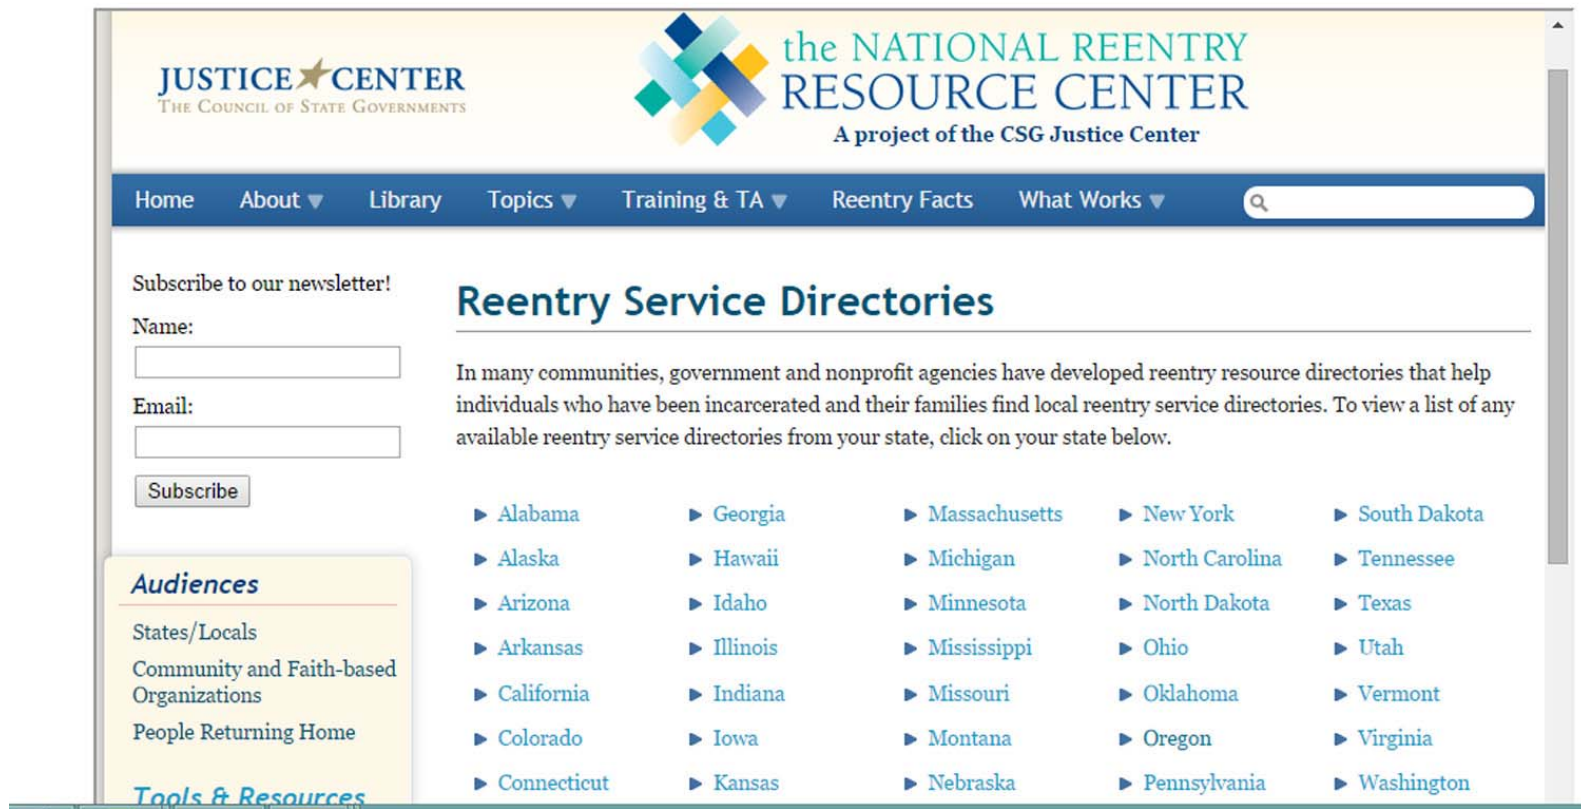 JUSTICE CENTER
THE COUNCIL OF STATE GOVERNMENTS
the NATIONAL REENTRY
RESOURCE CENTER
A project of the CSG Justice Center
Home About Library Topics Training & TA Reentry Facts What Works
Subscribe to our newsletter!
Name:
Email:
Subscribe
Audiences
States/Locals
Community and Faith-based
Organizations
People Returning Home
Tools & Resources
Reentry Service Directories
In many communities, government and nonprofit agencies have developed reentry resource directories that help
individuals who have been incarcerated and their families find local reentry service directories. To view a list of any
available reentry service directories from your state, click on your state below.
Alabama Georgia Massachusetts New York South Dakota
Alaska Hawaii Michigan North Carolina Tennessee
Arizona Idaho Minnesota North Dakota Texas
Arkansas Illinois Mississippi Ohio Utah
California Indiana Missouri Oklahoma Vermont
Colorado Iowa Montana Oregon Virginia
Connecticut Kansas Nebraska Pennsylvania Washington